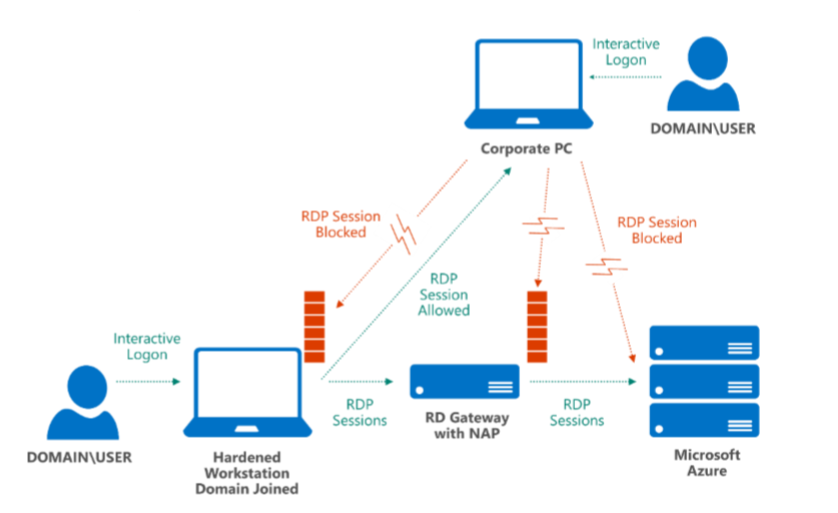 Interactive
Logon
DOMAIN\USER
Corporate PC
RDP Session
Blocked
RDP Session
Blocked
RDP
Session
Allowed
Interactive
Logon
DOMAIN\USER
Hardened
Workstation
Domain Joined
RDP
Sessions
RD Gateway
with NAP
RDP
Sessions
Microsoft
Azure